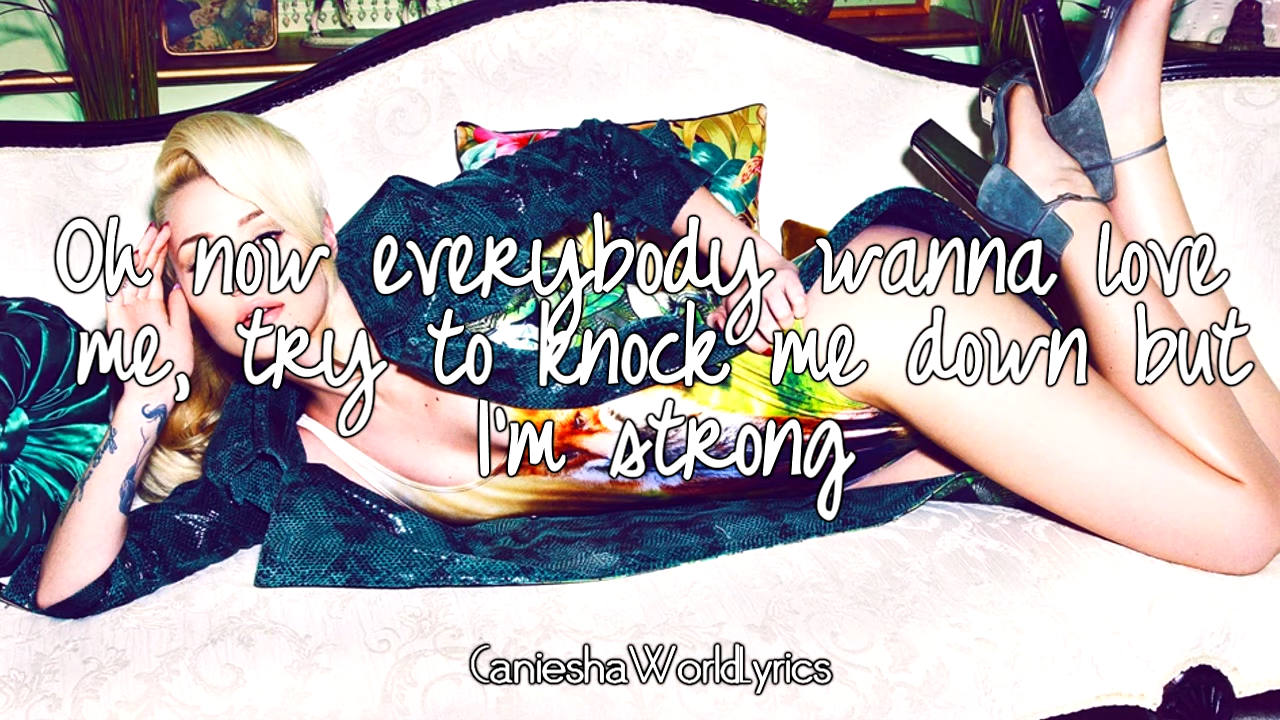 Oh now everybody wanna love
me, try to knock me down but
I'm strong
CanieshaWorldLyrics